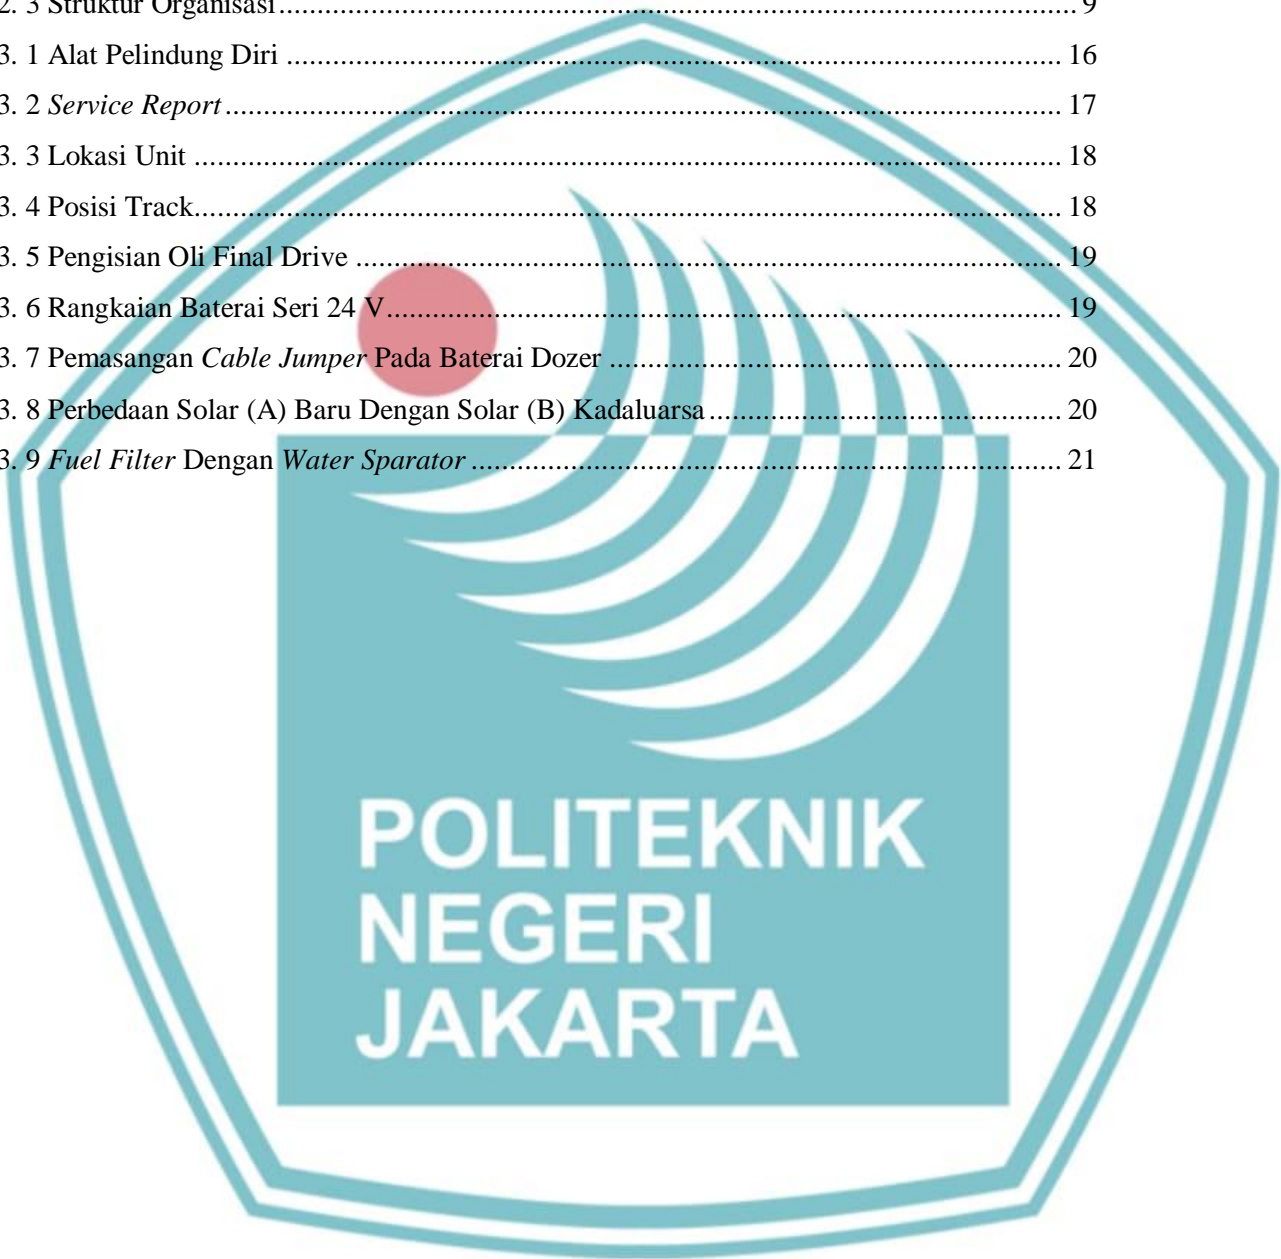 2. 3 Struktur Organisasi.......................................................................................................... 9
3. 1 Alat Pelindung Diri ....................................................................................................... 16
3. 2 Service Report............................................................................................................... 17
3. 3 Lokasi Unit ................................................................................................................... 18
3. 4 Posisi Track................................................................................................................... 18
3. 5 Pengisian Oli Final Drive .............................................................................................. 19
3. 6 Rangkaian Baterai Seri 24 V.......................................................................................... 19
3. 7 Pemasangan Cable Jumper Pada Baterai Dozer ............................................................ 20
3. 8 Perbedaan Solar (A) Baru Dengan Solar (B) Kadaluarsa ............................................... 20
3. 9 Fuel Filter Dengan Water Sparator ............................................................................... 21
POLITEKNIK
NEGERI
JAKARTA